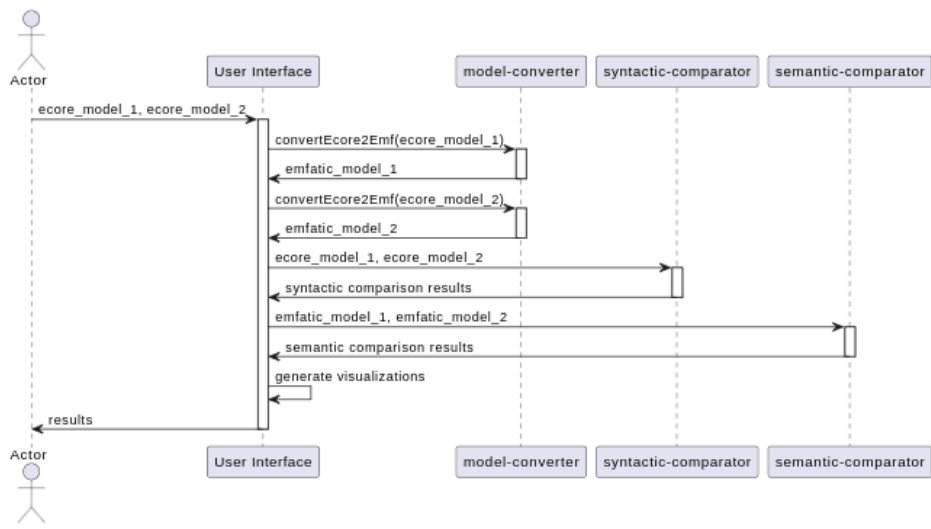 Actor
User Interface
model-converter
syntactic-comparator
semantic-comparator
ecore_model_1, ecore_model_2
convertEcore2Emf(ecore_model_1)
emfatic_model_1
convertEcore2Emf(ecore_model_2)
emfatic_model_2
ecore_model_1, ecore_model_2
syntactic comparison results
emfatic_model_1, emfatic_model_2
semantic comparison results
generate visualizations
results
Actor
User Interface
model-converter
syntactic-comparator
semantic-comparator